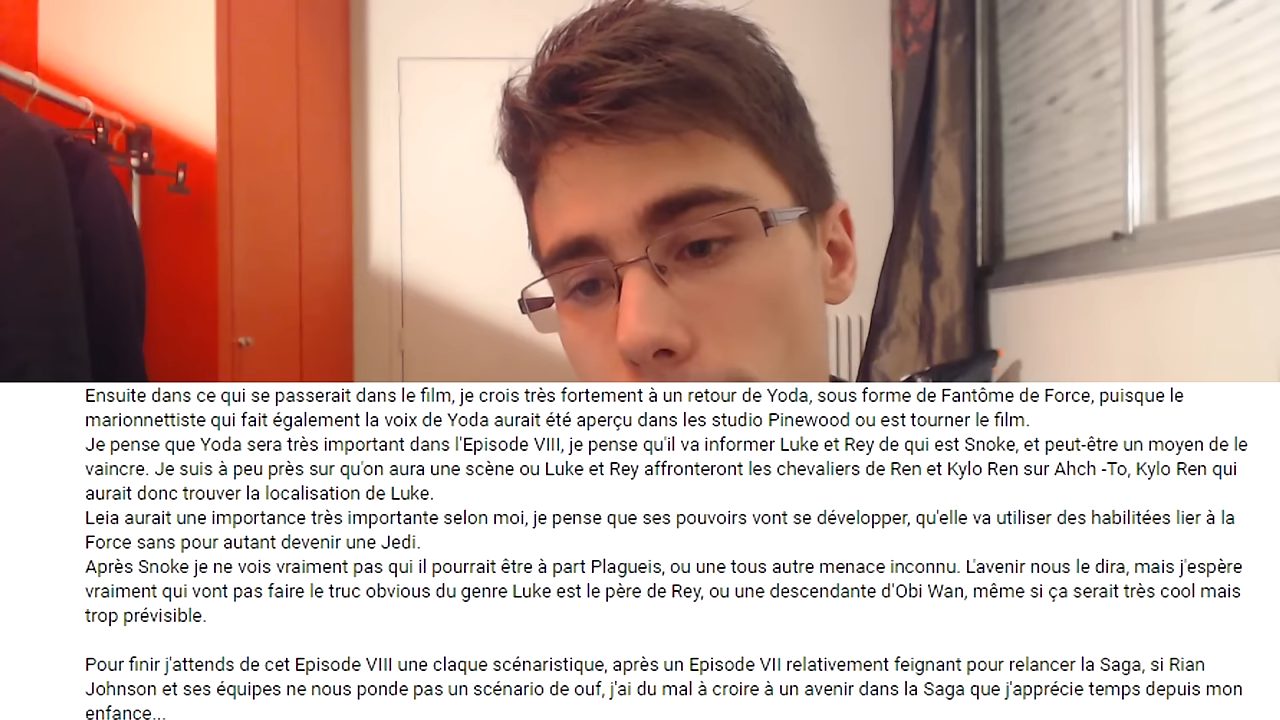 Ensuite dans ce qui se passerait dans le film, je crois très fortement à un retour de Yoda, sous forme de Fantôme de Force, puisque le
marionnettiste qui fait également la voix de Yoda aurait été aperçu dans les studio Pinewood ou est tourner le film.
Je pense que Yoda sera très important dans l'Episode VIII, je pense qu'il va informer Luke et Rey de qui est Snoke, et peut-être un moyen de le
vaincre. Je suis à peu près sur qu'on aura une scène ou Luke et Rey affronteront les chevaliers de Ren et Kylo Ren sur Ahch -To, Kylo Ren qui
aurait donc trouver la localisation de Luke.
Leia aurait une importance très importante selon moi, je pense que ses pouvoirs vont se développer, qu'elle va utiliser des habilitées lier à la
Force sans pour autant devenir une Jedi.
Après Snoke je ne vois vraiment pas qui il pourrait être à part Plagueis, ou une tous autre menace inconnu. L'avenir nous le dira, mais j'espère
vraiment qui vont pas faire le truc obvious du genre Luke est le père de Rey, ou une descendante d'Obi Wan, même si ça serait très cool mais
trop prévisible.
Pour finir j'attends de cet Episode VIII une claque scénaristique, après un Episode VII relativement feignant pour relancer la Saga, si Rian
Johnson et ses équipes ne nous ponde pas un scénario de ouf, j'ai du mal à croire à un avenir dans la Saga que j'apprécie temps depuis mon
enfance...